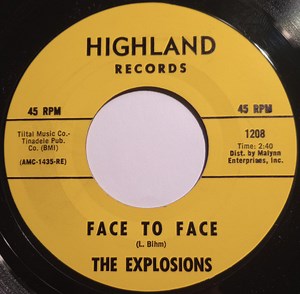 HIGHLAND
RECORDS
45 RPM
45 RPM
Tiltal Music Co.-
Tinadele Pub.
Co. (BMI)
(AMC-1435-RE)
1208
Time: 2:40
Dist. by Malynn
Enterprises, Inc.
FACE TO FACE
(L. Bihm)
THE EXPLOSIONS